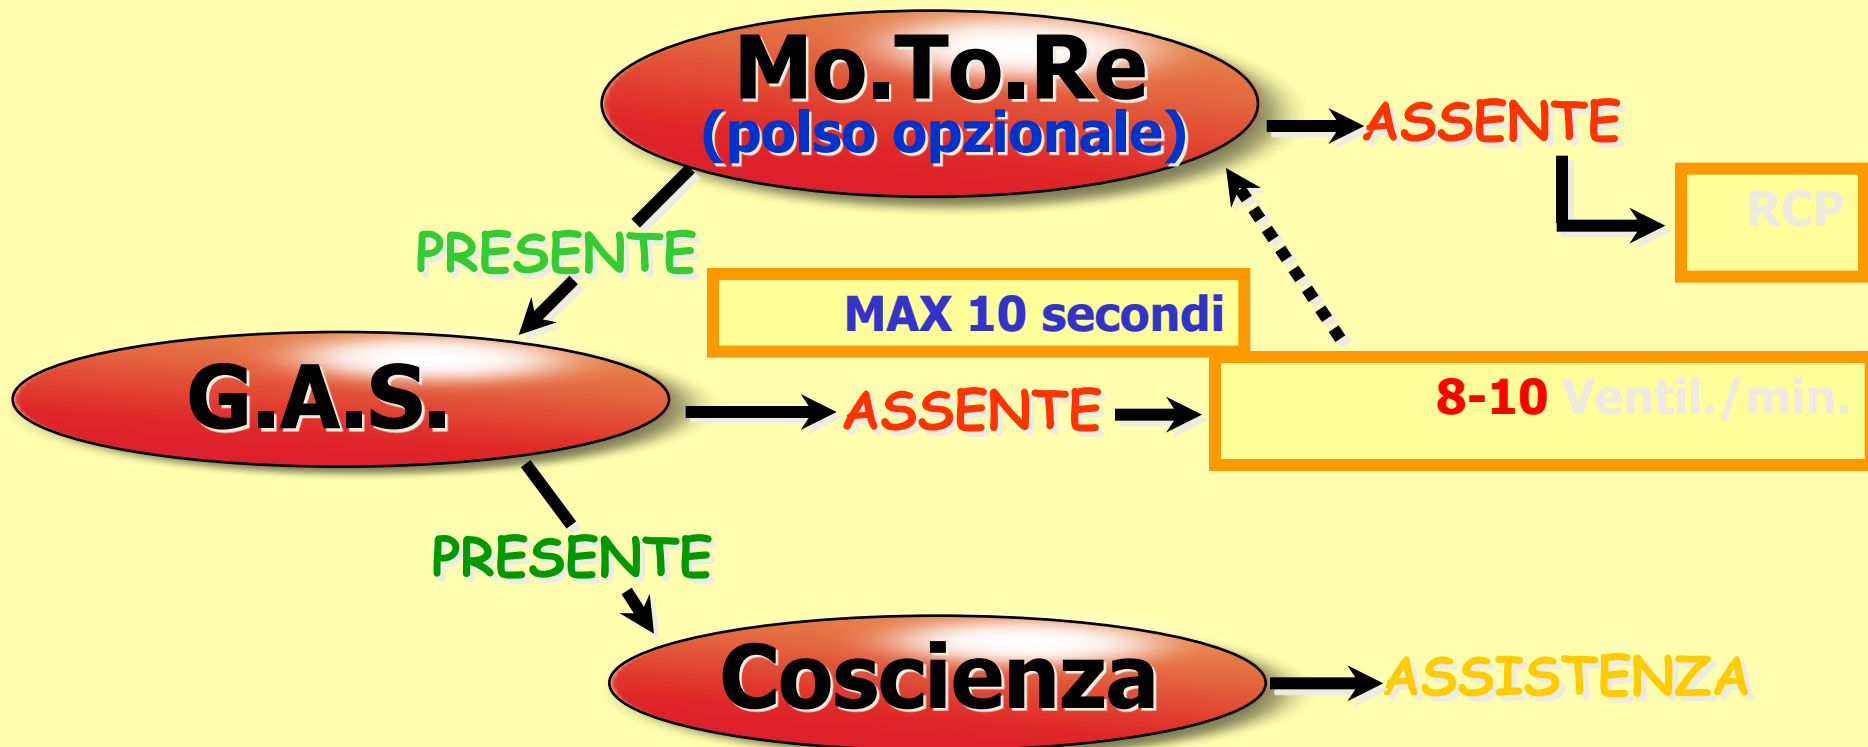 Mo.To.Re
(polso opzionale)
ASSENTE
RCP
PRESENTE
MAX 10 secondi
G.A.S.
ASSENTE
8-10 Ventil./min.
PRESENTE
Coscienza
ASSISTENZA